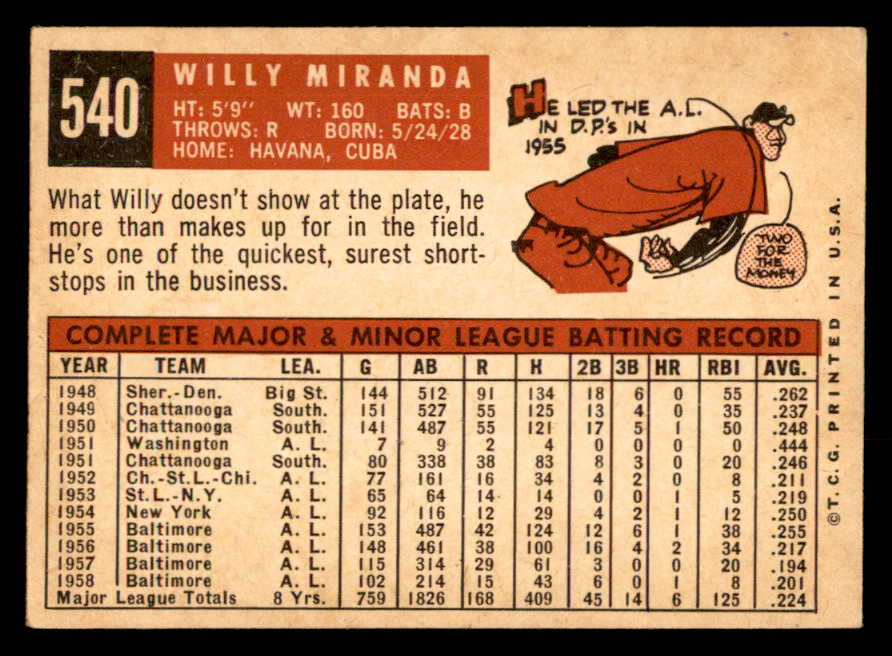 540
WILLY MIRANDA
HT: 5'9" WT: 160 BATS: B
THROWS: R BORN: 5/24/28
HOME: HAVANA, CUBA
What Willy doesn't show at the plate, he
more than makes up for in the field.
He's one of the quickest, surest short-
stops in the business.
HE LED THE A.L.
IN D.P.'s IN
1955
TWO
FOR
THE
MONEY
COMPLETE MAJOR & MINOR LEAGUE BATTING RECORD
YEAR TEAM LEA. G AB R H 2B 3B HR RBI AVG.
1948 Sher.-Den. Big St. 144 512 91 134 18 6 0 55 .262
1949 Chattanooga South. 151 527 55 125 13 4 0 35 .237
1950 Chattanooga South. 141 487 55 121 17 5 1 50 .248
1951 Washington A. L. 7 9 2 4 0 0 0 0 .444
1951 Chattanooga South. 80 338 38 83 8 3 0 20 .246
1952 Ch.-St.L.-Chi. A. L. 77 161 16 34 4 2 0 8 .211
1953 St.L.-N.Y. A. L. 65 64 14 14 0 0 1 5 .219
1954 New York A. L. 92 116 12 29 4 2 1 12 .250
1955 Baltimore A. L. 153 487 42 124 12 6 1 38 .255
1956 Baltimore A. L. 148 461 38 100 16 4 2 34 .217
1957 Baltimore A. L. 115 314 29 61 3 0 0 20 .194
1958 Baltimore A. L. 102 214 15 43 6 0 1 8 .201
Major League Totals 8 Yrs. 759 1826 168 409 45 14 6 125 .224
© T. C. G. PRINTED IN U. S. A.